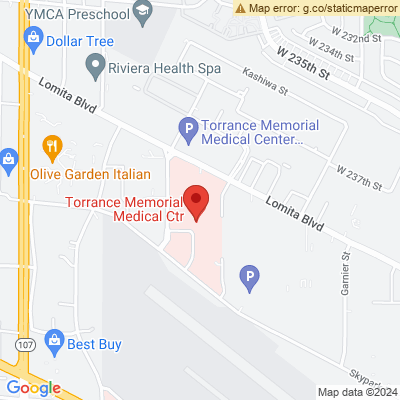 Map error: g.co/staticmaperror
YMCA Preschool
W 232nd St
Dollar Tree
W 234th St
W 235th St
Riviera Health Spa
Kashiwa St
Lomita Blvd
Torrance Memorial
Medical Center...
W 237th St
Olive Garden Italian
Torrance Memorial
Medical Ctr
Lomita Blvd
Garnier St
107
Best Buy
Skypark
Google
Map data ©2024